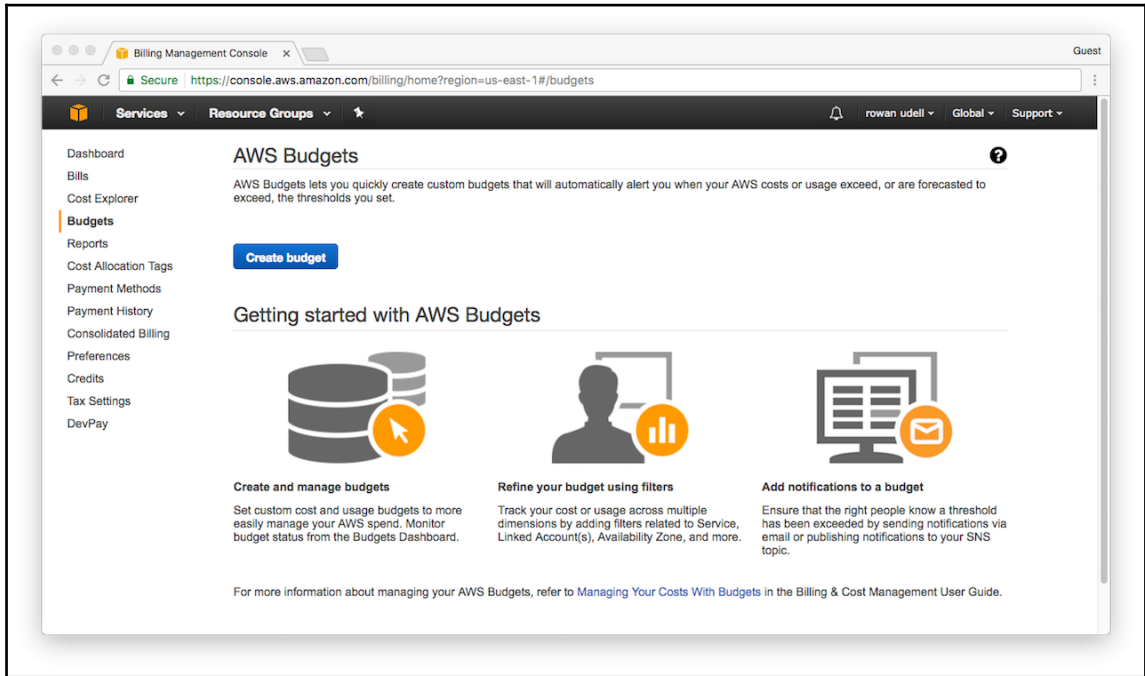 Billing Management Console
Guest
Secure https://console.aws.amazon.com/billing/home?region=us-east-1#/budgets
Services Resource Groups rowan udell Global Support
Dashboard
Bills
Cost Explorer
Budgets
Reports
Cost Allocation Tags
Payment Methods
Payment History
Consolidated Billing
Preferences
Credits
Tax Settings
DevPay
AWS Budgets
AWS Budgets lets you quickly create custom budgets that will automatically alert you when your AWS costs or usage exceed, or are forecasted to
exceed, the thresholds you set.
Create budget
Getting started with AWS Budgets
Create and manage budgets
Set custom cost and usage budgets to more
easily manage your AWS spend. Monitor
budget status from the Budgets Dashboard.
Refine your budget using filters
Track your cost or usage across multiple
dimensions by adding filters related to Service,
Linked Account(s), Availability Zone, and more.
Add notifications to a budget
Ensure that the right people know a threshold
has been exceeded by sending notifications via
email or publishing notifications to your SNS
topic.
For more information about managing your AWS Budgets, refer to Managing Your Costs With Budgets in the Billing & Cost Management User Guide.